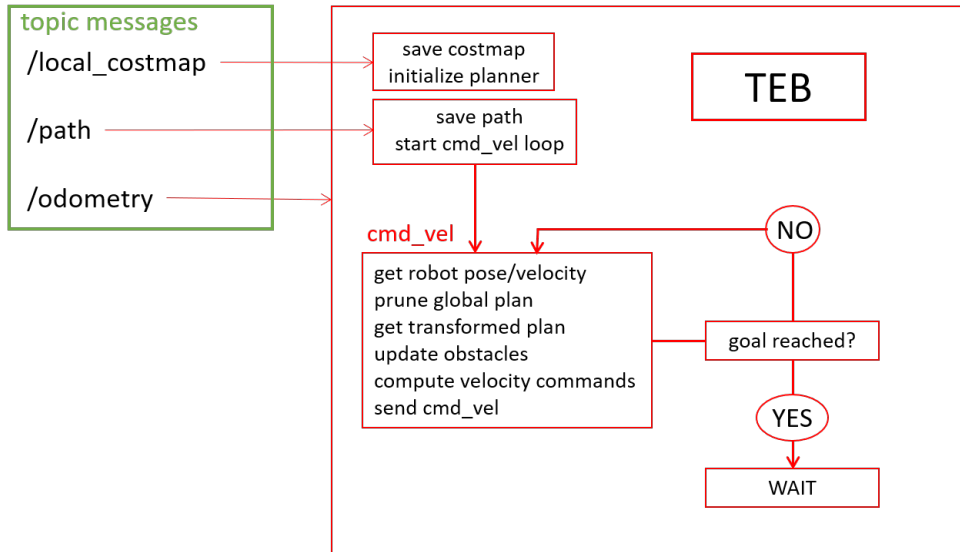 topic messages
/local_costmap
/path
/odometry
save costmap
initialize planner
save path
start cmd_vel loop
TEB
cmd_vel
get robot pose/velocity
prune global plan
get transformed plan
update obstacles
compute velocity commands
send cmd_vel
NO
goal reached?
YES
WAIT